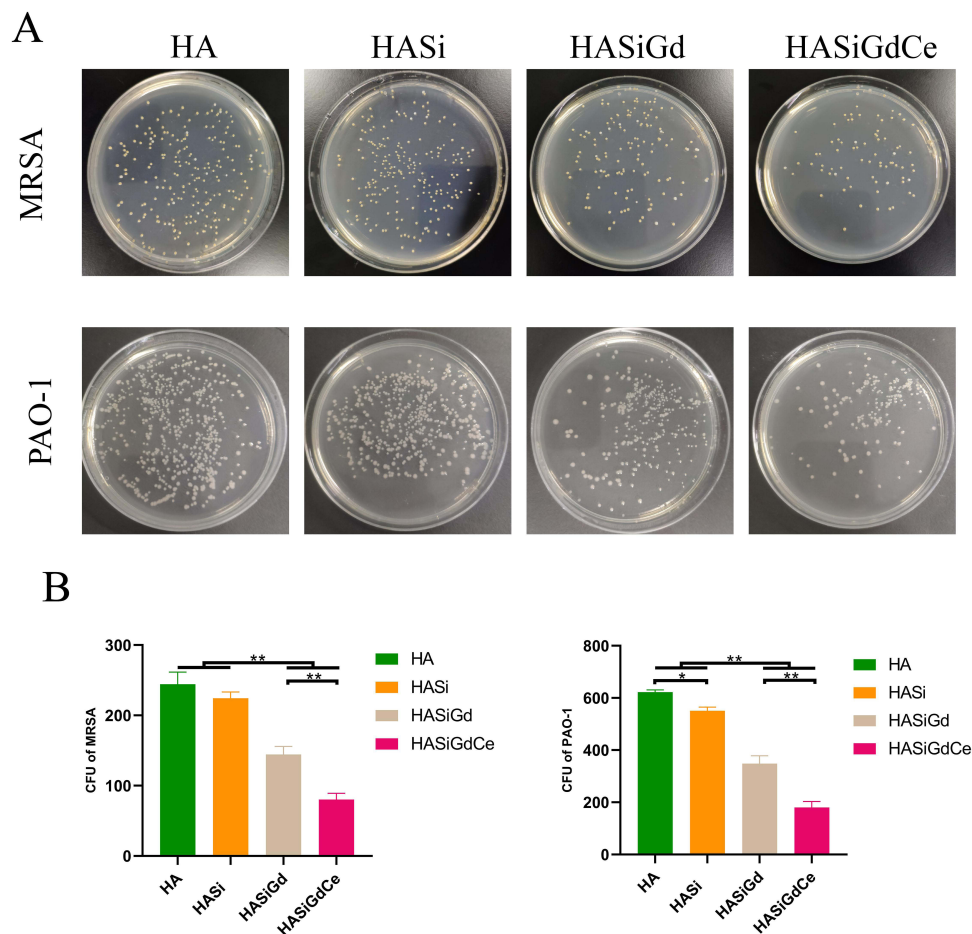 A
HA HASi HASiGd HASiGdCe
MRSA
PAO-1
B
300
200
100
0
CFU of MRSA
**
**
HA
HASi
HASiGd
HASiGdCe
HA HASi HASiGd HASiGdCe
800
600
400
200
0
CFU of PAO-1
**
* **
HA
HASi
HASiGd
HASiGdCe
HA HASi HASiGd HASiGdCe